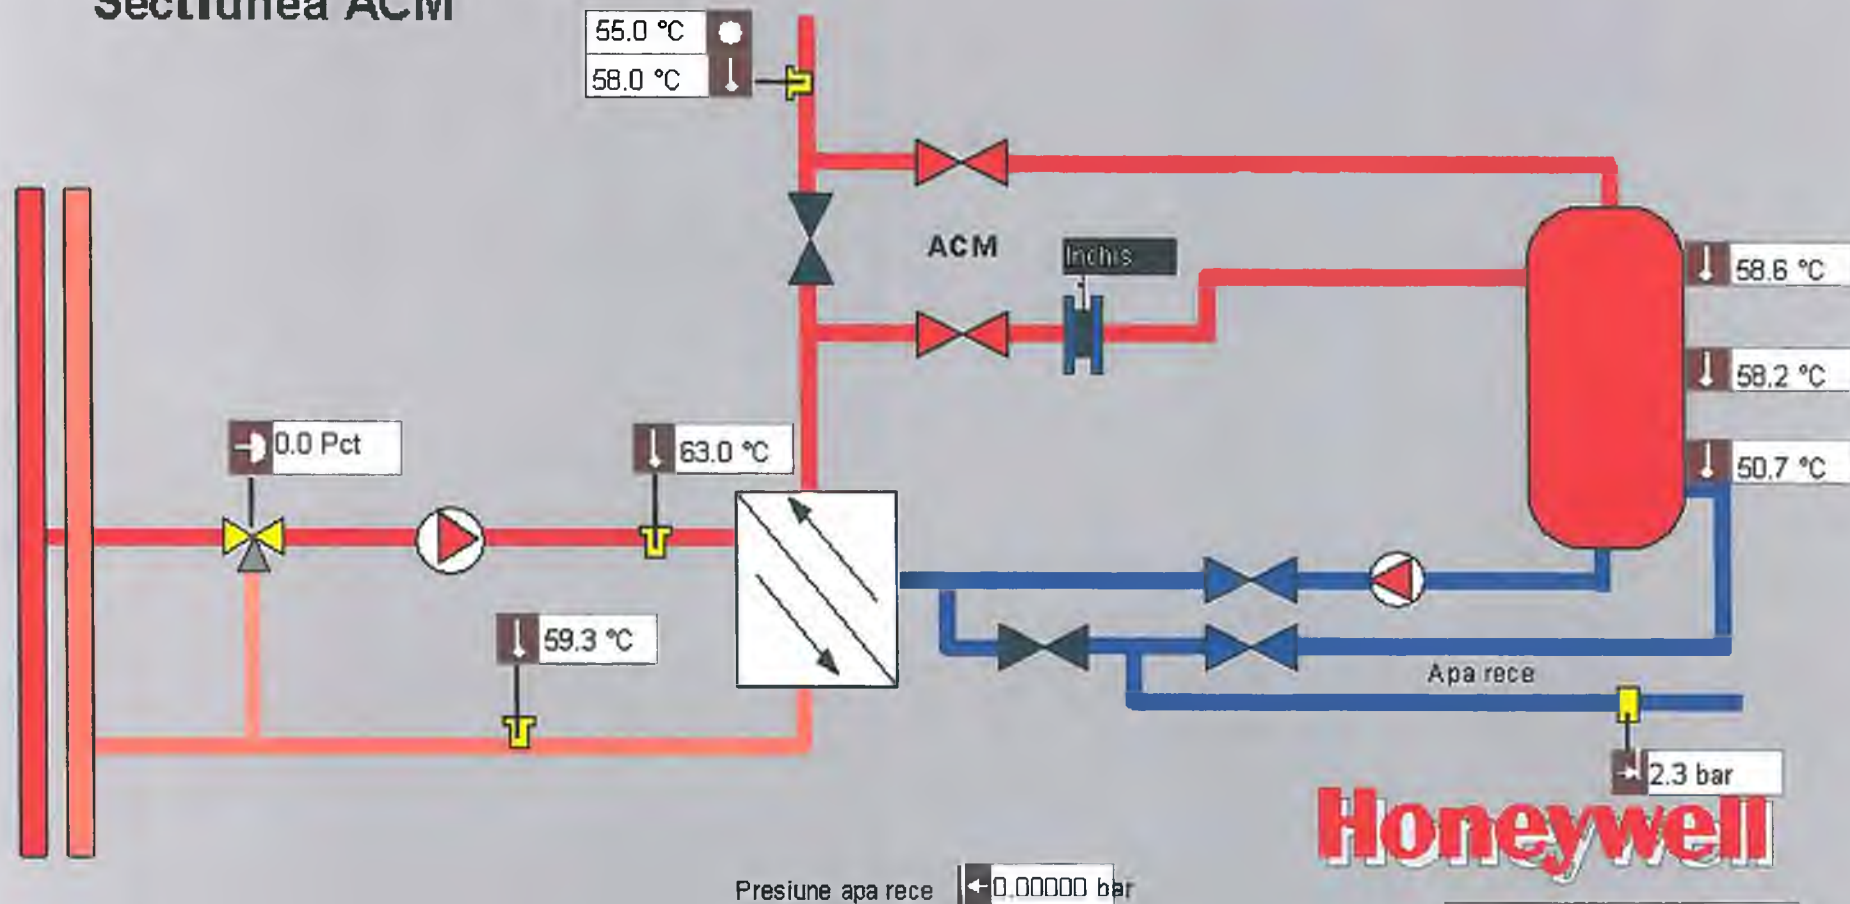 Sectiunea ACM
55.0 °C
58.0 °C
ACM
Inchis
58.6 °C
58.2 °C
50.7 °C
0.0 Pct
63.0 °C
59.3 °C
Apa rece
2.3 bar
Honeywell
Presiune apa rece 0.00000 bar